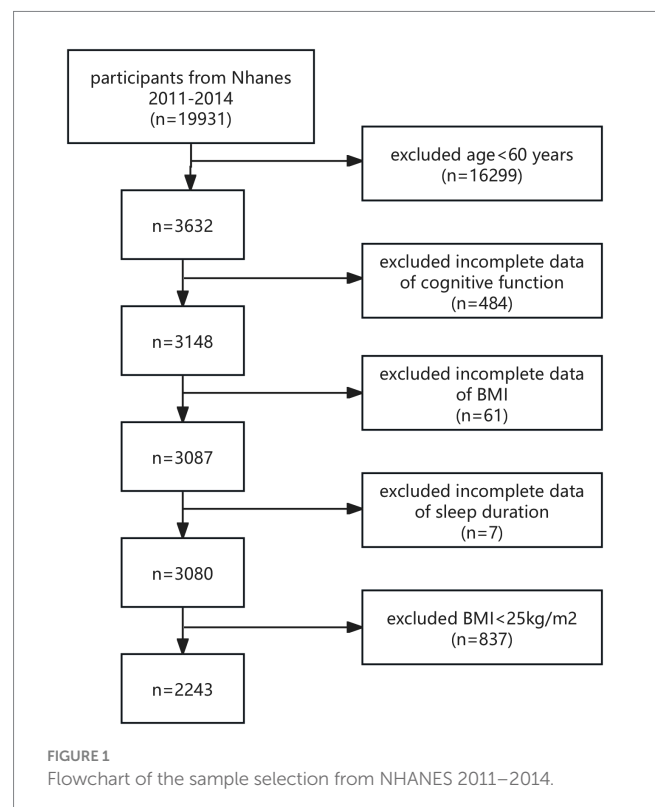 participants from Nhanes
2011-2014
(n=19931)
excluded age<60 years
(n=16299)
n=3632
excluded incomplete data
of cognitive function
(n=484)
n=3148
excluded incomplete data
of BMI
(n=61)
n=3087
excluded incomplete data
of sleep duration
(n=7)
n=3080
excluded BMI<25kg/m2
(n=837)
n=2243
FIGURE 1
Flowchart of the sample selection from NHANES 2011–2014.